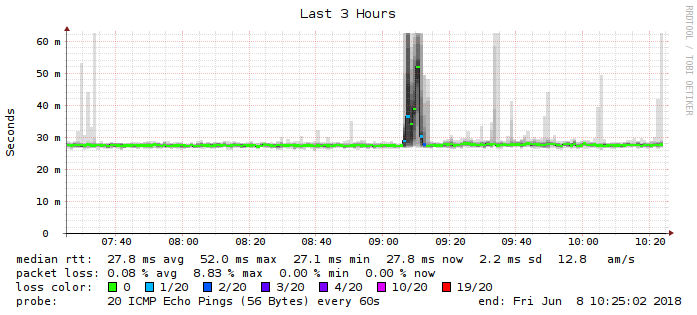 Last 3 Hours
RRDTOOL / TOBI OETIKER
Seconds
60 m
50 m
40 m
30 m
20 m
10 m
0
07:40 08:00 08:20 08:40 09:00 09:20 09:40 10:00 10:20
median rtt: 27.8 ms avg 52.0 ms max 27.1 ms min 27.8 ms now 2.2 ms sd 12.8 am/s
packet loss: 0.08 % avg 8.83 % max 0.00 % min 0.00 % now
loss color: 0 1/20 2/20 3/20 4/20 10/20 19/20
probe: 20 ICMP Echo Pings (56 Bytes) every 60s end: Fri Jun 8 10:25:02 2018